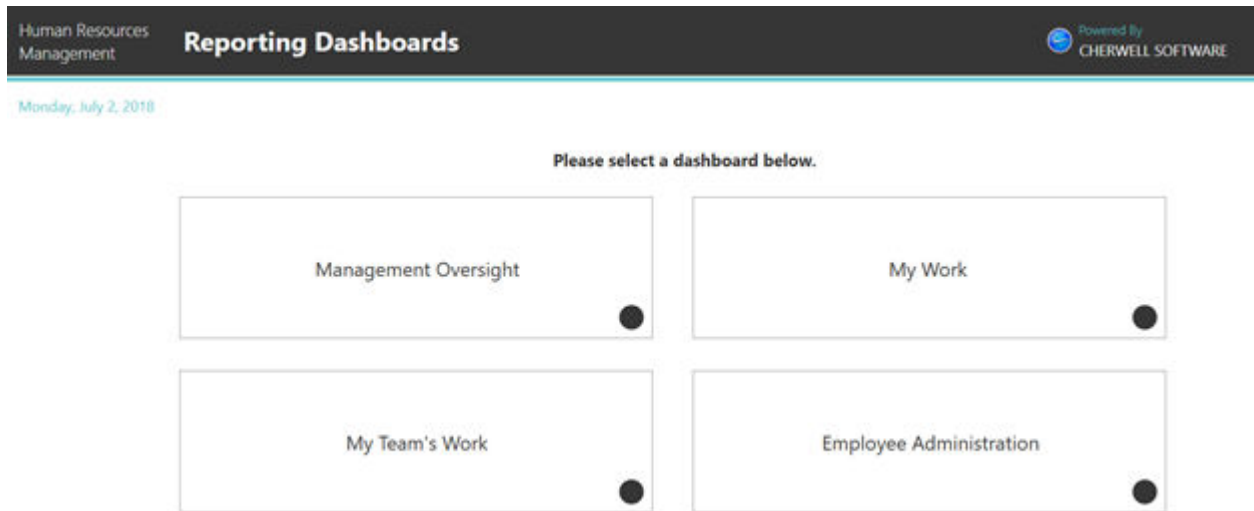 Human Resources
Management
Reporting Dashboards
Powered By
CHERWELL SOFTWARE
Monday, July 2, 2018
Please select a dashboard below.
Management Oversight
My Work
My Team's Work
Employee Administration